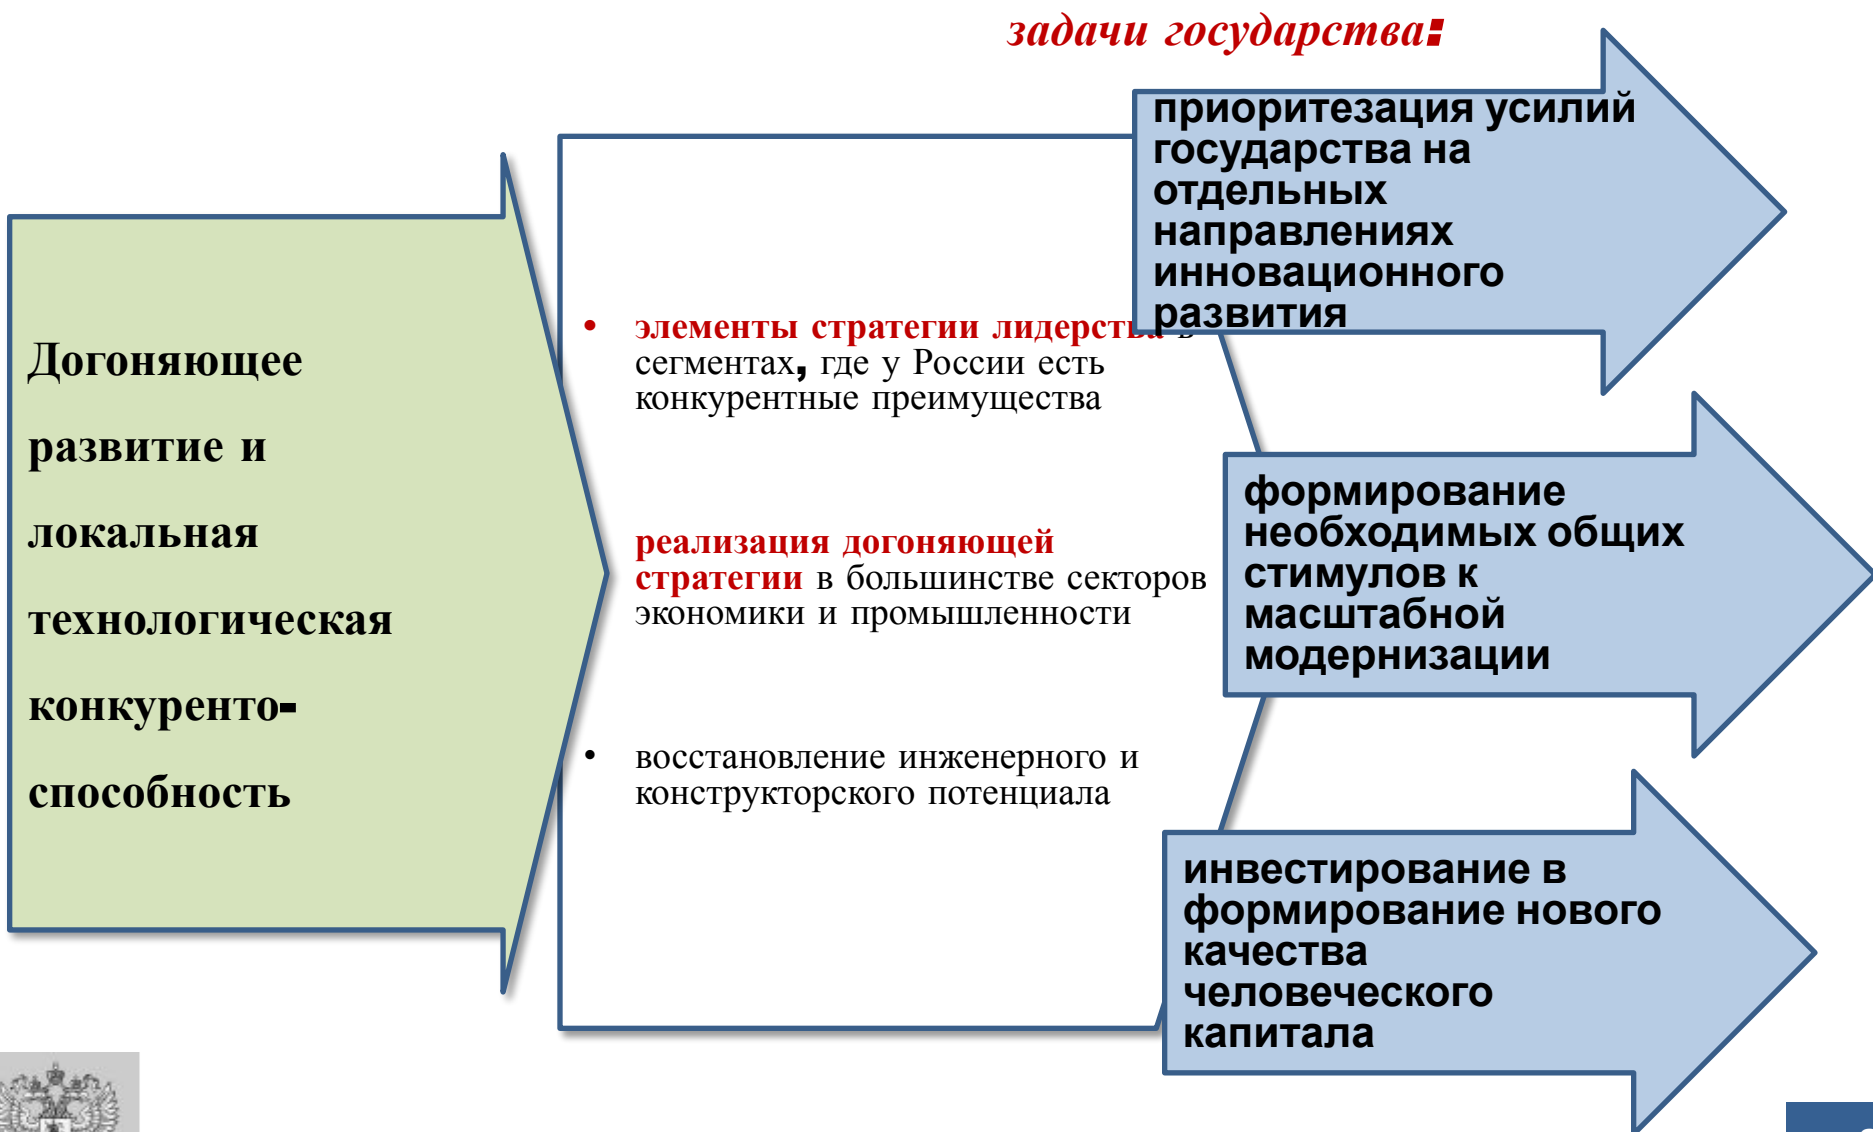 задачи государства:
Догоняющее
развитие и
локальная
технологическая
конкуренто-
способность
• элементы стратегии лидерства в
сегментах, где у России есть
конкурентные преимущества
реализация догоняющей
стратегии в большинстве секторов
экономики и промышленности
• восстановление инженерного и
конструкторского потенциала
приоритезация усилий
государства на
отдельных
направлениях
инновационного
развития
формирование
необходимых общих
стимулов к
масштабной
модернизации
инвестирование в
формирование нового
качества
человеческого
капитала